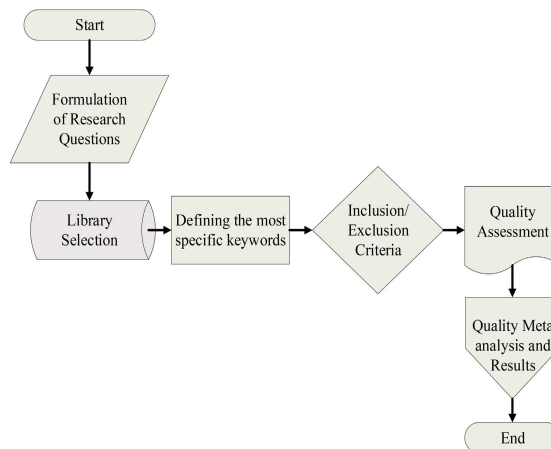 Start
Formulation
of Research
Questions
Library
Selection
Defining the most
specific keywords
Inclusion/
Exclusion
Criteria
Quality
Assessment
Quality Meta
analysis and
Results
End